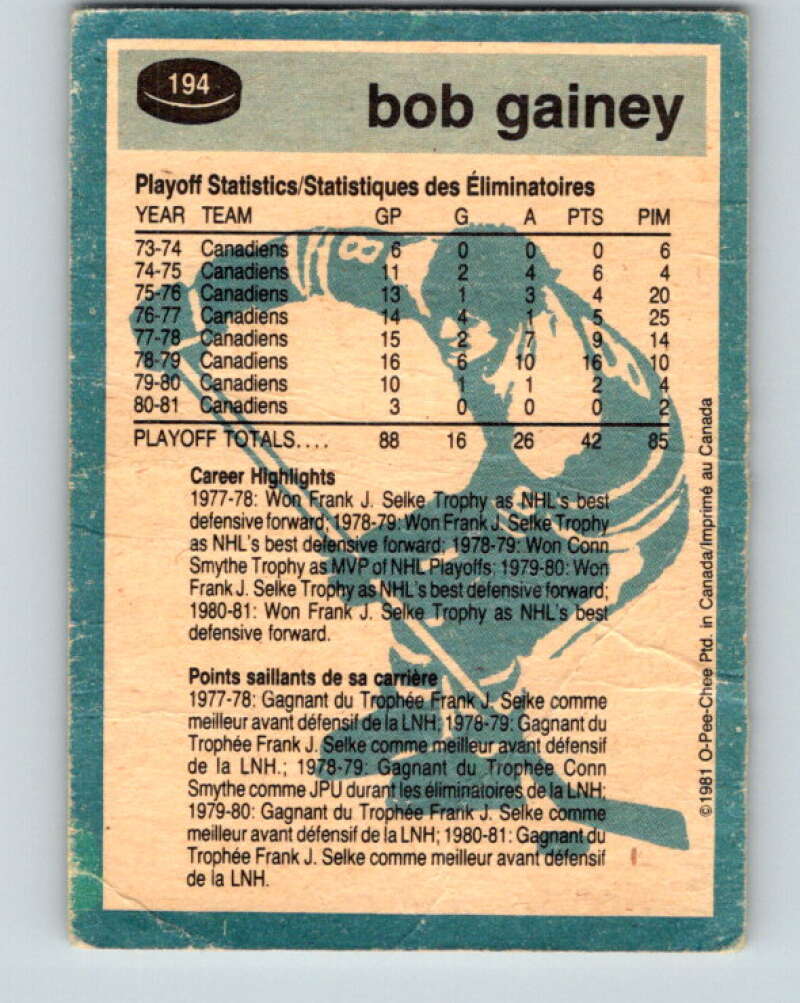 194
bob gainey
Playoff Statistics/Statistiques des Éliminatoires
YEAR TEAM GP G A PTS PIM
73-74 Canadiens 6 0 0 0 6
74-75 Canadiens 11 2 4 6 4
75-76 Canadiens 13 1 3 4 20
76-77 Canadiens 14 4 1 5 25
77-78 Canadiens 15 2 7 9 14
78-79 Canadiens 16 6 10 16 10
79-80 Canadiens 10 1 1 2 4
80-81 Canadiens 3 0 0 0 2
PLAYOFF TOTALS.... 88 16 26 42 85
Career Highlights
1977-78: Won Frank J. Selke Trophy as NHL's best
defensive forward; 1978-79: Won Frank J. Selke Trophy
as NHL's best defensive forward; 1978-79: Won Conn
Smythe Trophy as MVP of NHL Playoffs; 1979-80: Won
Frank J. Selke Trophy as NHL's best defensive forward;
1980-81: Won Frank J. Selke Trophy as NHL's best
defensive forward.
Points saillants de sa carrière
1977-78: Gagnant du Trophée Frank J. Selke comme
meilleur avant défensif de la LNH; 1978-79: Gagnant du
Trophée Frank J. Selke comme meilleur avant défensif
de la LNH.; 1978-79: Gagnant du Trophée Conn
Smythe comme JPU durant les éliminatoires de la LNH;
1979-80: Gagnant du Trophée Frank J. Selke comme
meilleur avant défensif de la LNH; 1980-81: Gagnant du
Trophée Frank J. Selke comme meilleur avant défensif
de la LNH.
©1981 O-Pee-Chee Ptd. in Canada/Imprimé au Canada